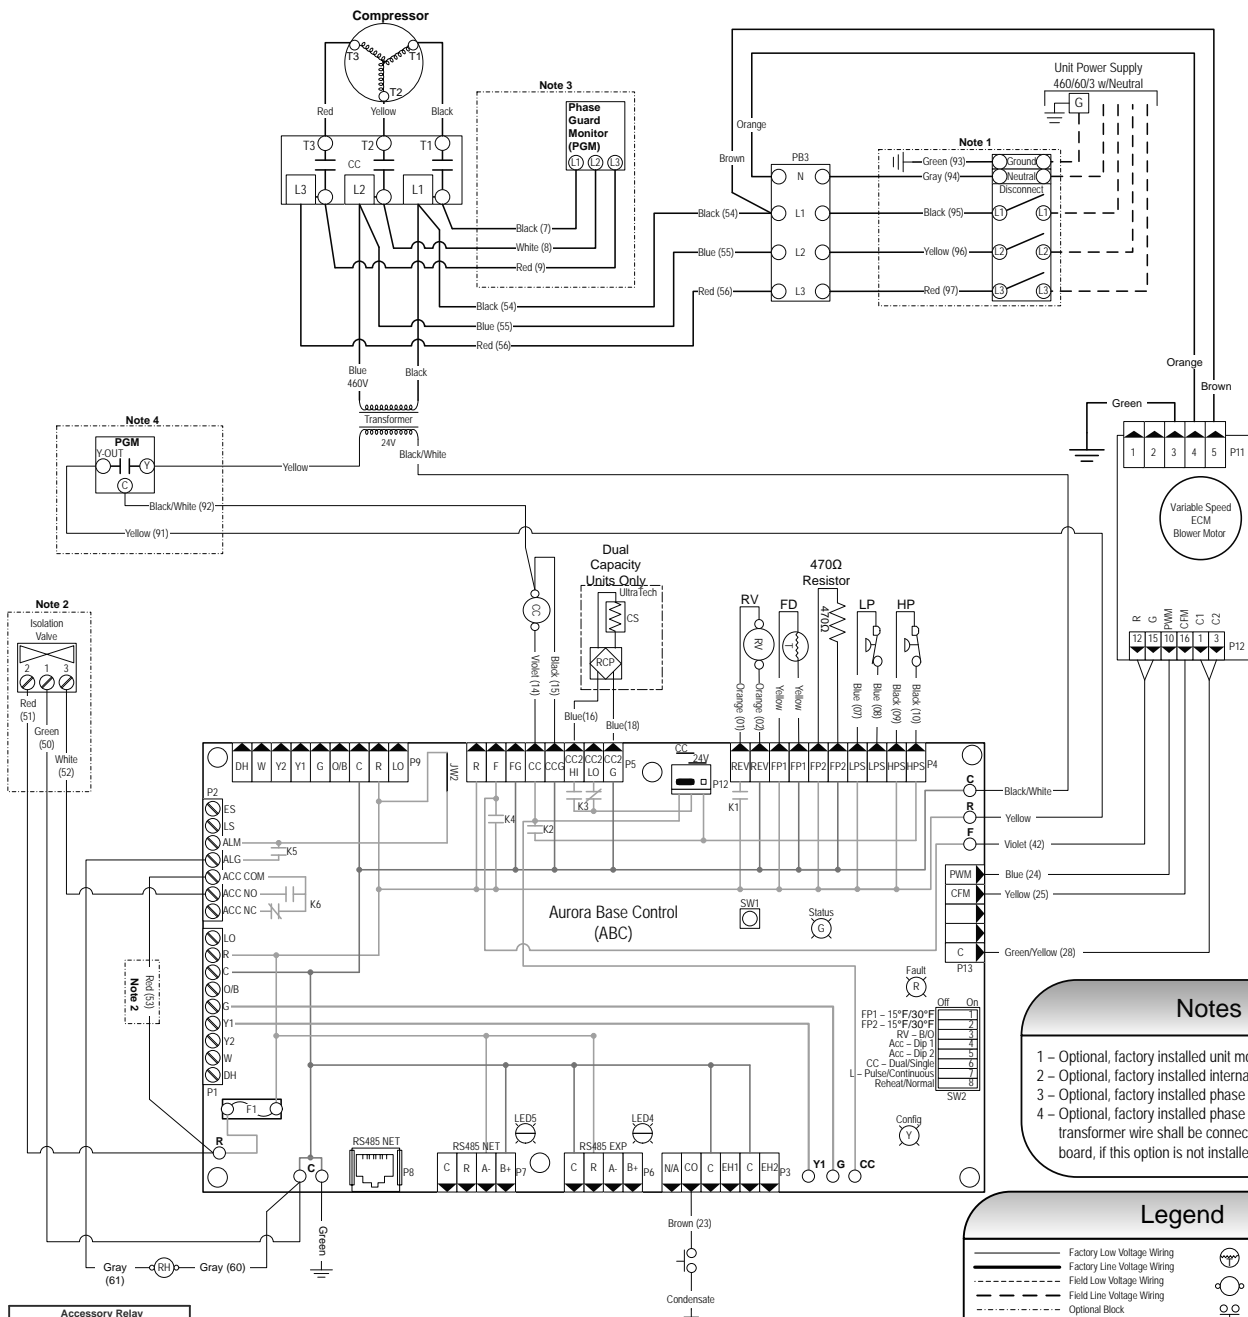 Compressor
T3
T1
T2
Red
Yellow
Black
T3
T2
T1
CC
L3
L2
L1
Note 3
Phase
Guard
Monitor
(PGM)
L1
L2
L3
Black (7)
White (8)
Red (9)
Black (54)
Blue (55)
Red (56)
Blue
460V
Black
Transformer
24V
Black/White
Orange
Brown
PB3
N
L1
L2
L3
Black (54)
Blue (55)
Red (56)
Unit Power Supply
460/60/3 w/Neutral
G
Note 1
Green (93)
Gray (94)
Black (95)
Yellow (96)
Red (97)
Ground
Neutral
Disconnect
L1
L1
L2
L2
L3
L3
Orange
Brown
Green
1
2
3
4
5
P11
Variable Speed
ECM
Blower Motor
R
G
PWM
CFM
C1
C2
12
15
10
16
1
3
P12
Note 4
PGM
Y-OUT
Y
C
Yellow
Black/White (92)
Yellow (91)
Note 2
Isolation
Valve
2
1
3
Red
(51)
Green
(50)
White
(52)
CC
Violet (14)
Black (15)
Dual
Capacity
Units Only
UltraTech
CS
RCP
Blue(16)
Blue(18)
RV
FD
470Ω
Resistor
LP
HP
RV
T
470Ω
Orange (01)
Orange (02)
Yellow
Yellow
Blue (07)
Blue (08)
Black (09)
Black (10)
DH
W
Y2
Y1
G
O/B
C
R
LO
P9
JW2
R
F
FG
CC
CCG
CC2
HI
CC2
LO
CC2
G
P5
CC
24V
P12
REV
REV
FP1
FP1
FP2
FP2
LPS
LPS
HPS
HPS
P4
K1
K2
K3
K4
K5
K6
P2
ES
LS
ALM
ALG
ACC COM
ACC NO
ACC NC
LO
R
C
O/B
G
Y1
Y2
W
DH
P1
F1
R
C
Note 2
Red (53)
Aurora Base Control
(ABC)
SW1
Status
G
C
Black/White
R
Yellow
F
Violet (42)
PWM
Blue (24)
CFM
Yellow (25)
C
Green/Yellow (28)
P13
Fault
R
Off
On
FP1 – 15°F/30°F
1
FP2 – 15°F/30°F
2
RV – B/O
3
Acc – Dip 1
4
Acc – Dip 2
5
CC – Dual/Single
6
L – Pulse/Continuous
7
Reheat/Normal
8
SW2
Config
Y
LED5
LED4
RS485 NET
P8
RS485 NET
C
R
A-
B+
P7
RS485 EXP
C
R
A-
B+
P6
N/A
CO
C
EH1
C
EH2
P3
Y1
G
CC
Brown (23)
Condensate
Green
Gray
(61)
RH
Gray (60)
Accessory Relay
Notes
1 – Optional, factory installed unit mo
2 – Optional, factory installed interna
3 – Optional, factory installed phase
4 – Optional, factory installed phase
transformer wire shall be connec
board, if this option is not installe
Legend
Factory Low Voltage Wiring
Factory Line Voltage Wiring
Field Low Voltage Wiring
Field Line Voltage Wiring
Optional Block